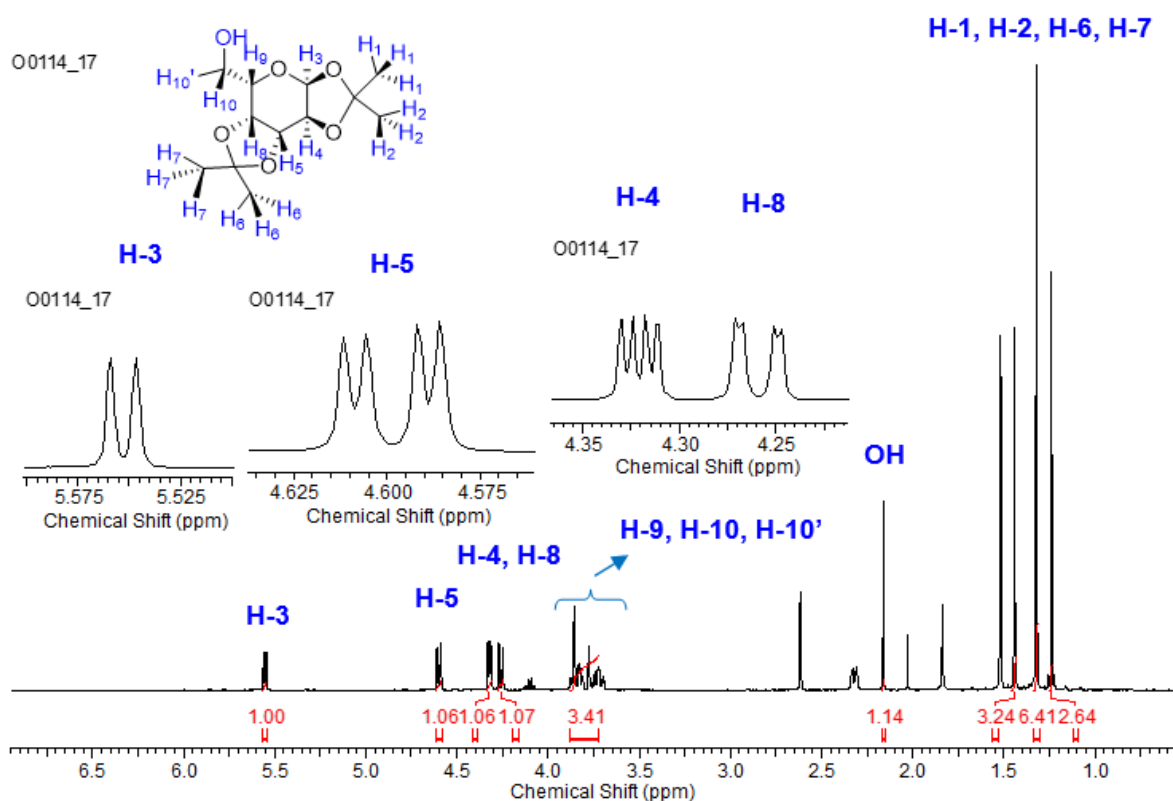 O0114_17
OH
H9
O
H3
O
H1
H1
H1
H10'
H10
O
H2
H2
H2
O
H8
H5
H4
H7
O
H7
H7
H6
H6
H6
H-1, H-2, H-6, H-7
H-3
O0114_17
5.575 5.525
Chemical Shift (ppm)
H-5
O0114_17
4.625 4.600 4.575
Chemical Shift (ppm)
H-4 H-8
O0114_17
4.35 4.30 4.25
Chemical Shift (ppm)
OH
H-9, H-10, H-10’
H-4, H-8
H-5
H-3
1.00 1.06 1.06 1.07 3.41 1.14 3.24 6.41 2.64
6.5 6.0 5.5 5.0 4.5 4.0 3.5 3.0 2.5 2.0 1.5 1.0
Chemical Shift (ppm)